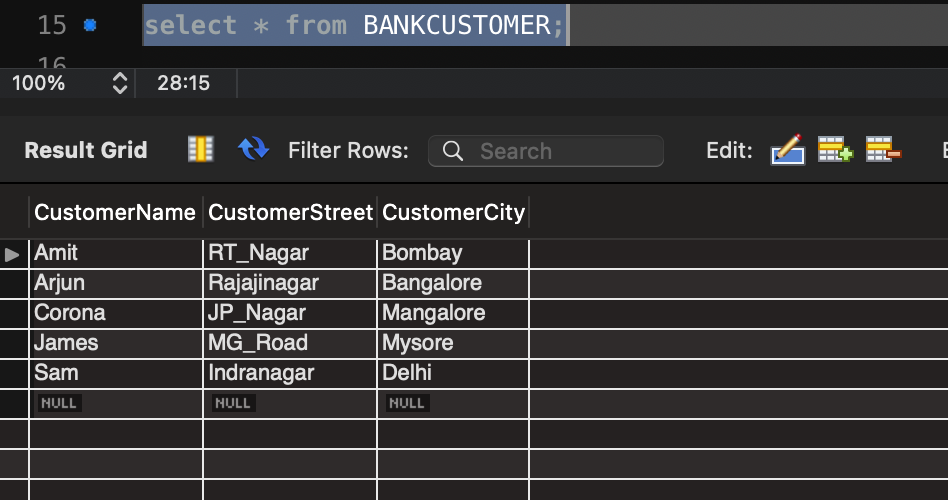 15 select * from BANKCUSTOMER;
16
100% 28:15
Result Grid Filter Rows: Search Edit:
CustomerName CustomerStreet CustomerCity
Amit RT_Nagar Bombay
Arjun Rajajinagar Bangalore
Corona JP_Nagar Mangalore
James MG_Road Mysore
Sam Indranagar Delhi
NULL NULL NULL